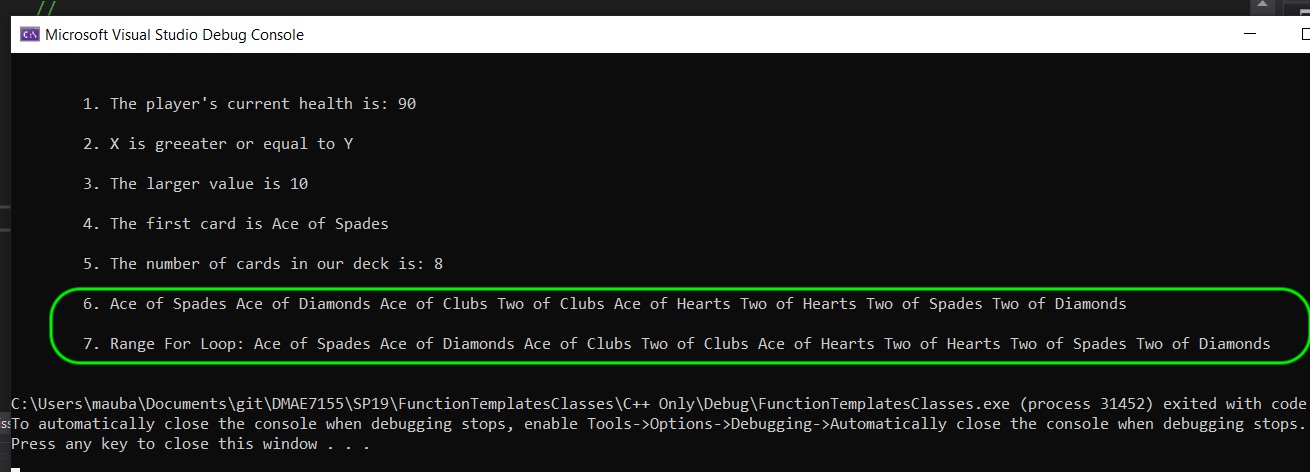 //
Microsoft Visual Studio Debug Console
1. The player's current health is: 90
2. X is greeater or equal to Y
3. The larger value is 10
4. The first card is Ace of Spades
5. The number of cards in our deck is: 8
6. Ace of Spades Ace of Diamonds Ace of Clubs Two of Clubs Ace of Hearts Two of Hearts Two of Spades Two of Diamonds
7. Range For Loop: Ace of Spades Ace of Diamonds Ace of Clubs Two of Clubs Ace of Hearts Two of Hearts Two of Spades Two of Diamonds
C:\Users\mauba\Documents\git\DMAE7155\SP19\FunctionTemplatesClasses\C++ Only\Debug\FunctionTemplatesClasses.exe (process 31452) exited with code
To automatically close the console when debugging stops, enable Tools->Options->Debugging->Automatically close the console when debugging stops.
Press any key to close this window . . .